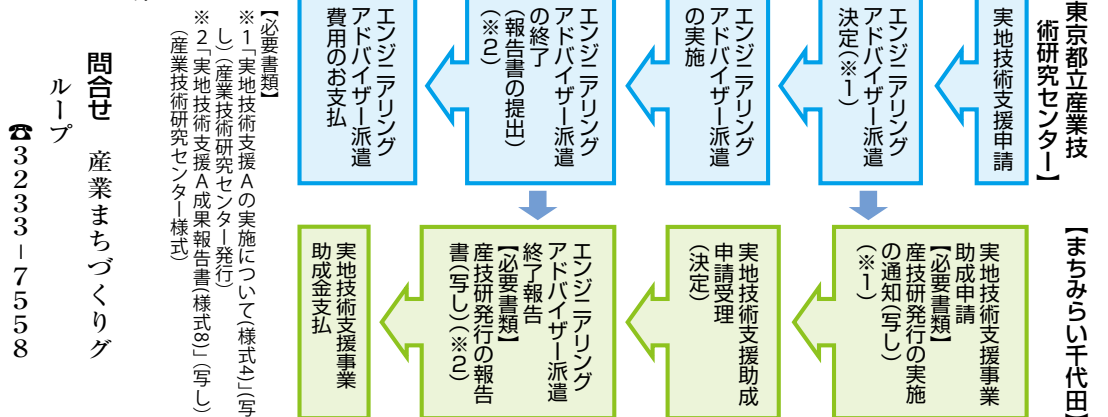 東京都立産業技
術研究センター】
実地技術支援申請
エンジニアリング
アドバイザー派遣
決定(※1)
エンジニアリング
アドバイザー派遣
の実施
エンジニアリング
アドバイザー派遣
の終了
(報告書の提出)
(※2)
エンジニアリング
アドバイザー派遣
費用のお支払
【まちみらい千代田】
実地技術支援事業
助成申請
【必要書類】
産技研発行の実施
の通知(写し)
(※1)
実地技術支援助成
申請受理
(決定)
エンジニアリング
アドバイザー派遣
終了報告
【必要書類】
産技研発行の報告
書(写し)(※2)
実地技術支援事業
助成金支払
【必要書類】
※1「実地技術支援Aの実施について(様式4)」(写
し)(産業技術研究センター発行)
※2「実地技術支援A成果報告書(様式8)」(写し)
(産業技術研究センター様式)
問合せ 産業まちづくりグ
ループ
☎3233-7558